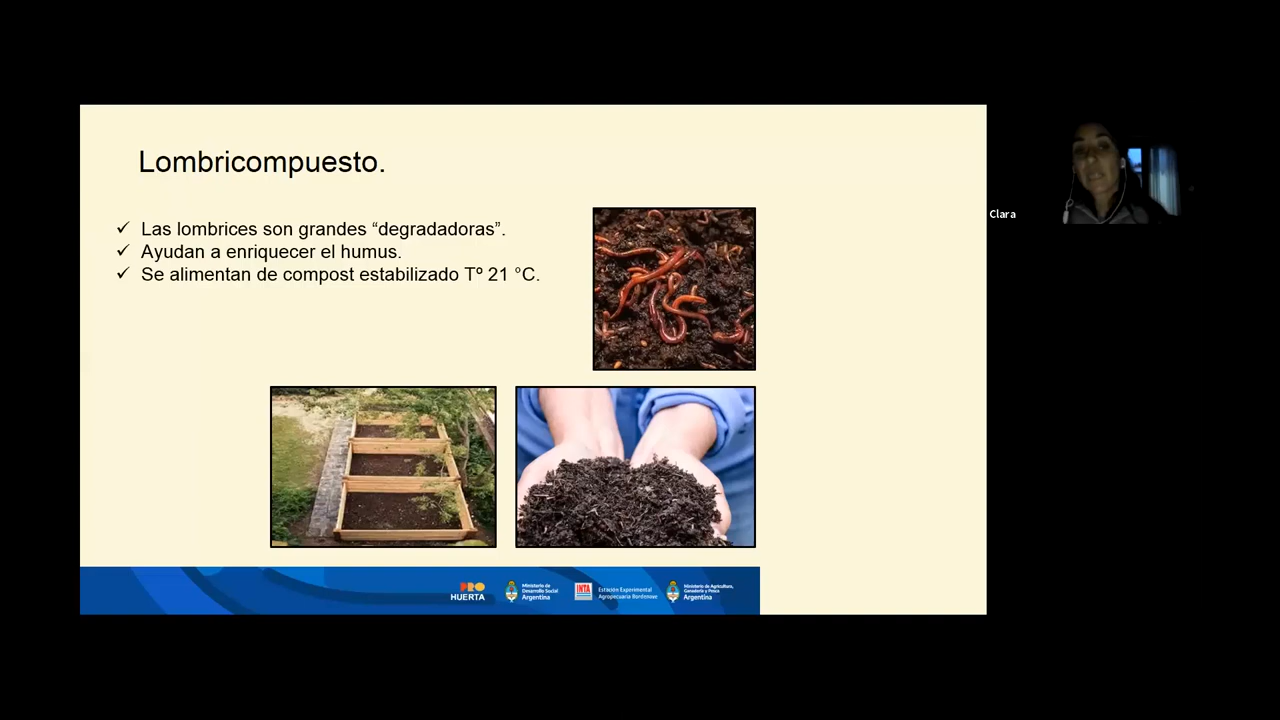 Lombricompuesto.
✓ Las lombrices son grandes “degradadoras”.
✓ Ayudan a enriquecer el humus.
✓ Se alimentan de compost estabilizado Tº 21 °C.
Clara
PRO
HUERTA
Ministerio de
Desarrollo Social
Argentina
INTA
Estación Experimental
Agropecuaria Bordenave
Ministerio de Agricultura,
Ganadería y Pesca
Argentina